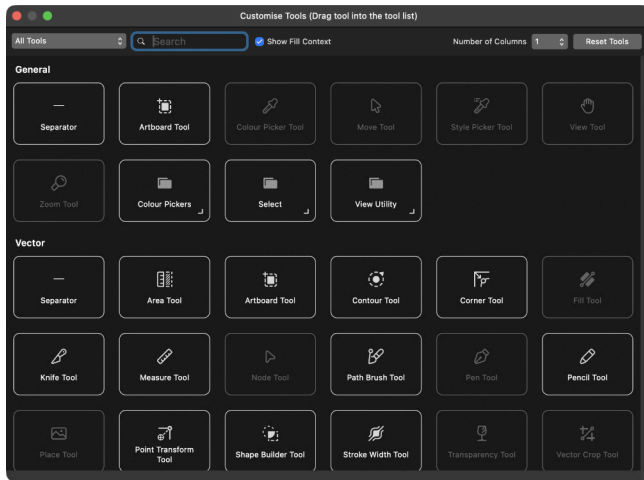 Customise Tools (Drag tool into the tool list)
All Tools
Search
Show Fill Context
Number of Columns
1
Reset Tools
General
Separator
Artboard Tool
Colour Picker Tool
Move Tool
Style Picker Tool
View Tool
Zoom Tool
Colour Pickers
Select
View Utility
Vector
Separator
Area Tool
Artboard Tool
Contour Tool
Corner Tool
Fill Tool
Knife Tool
Measure Tool
Node Tool
Path Brush Tool
Pen Tool
Pencil Tool
Place Tool
Point Transform
Tool
Shape Builder Tool
Stroke Width Tool
Transparency Tool
Vector Crop Tool